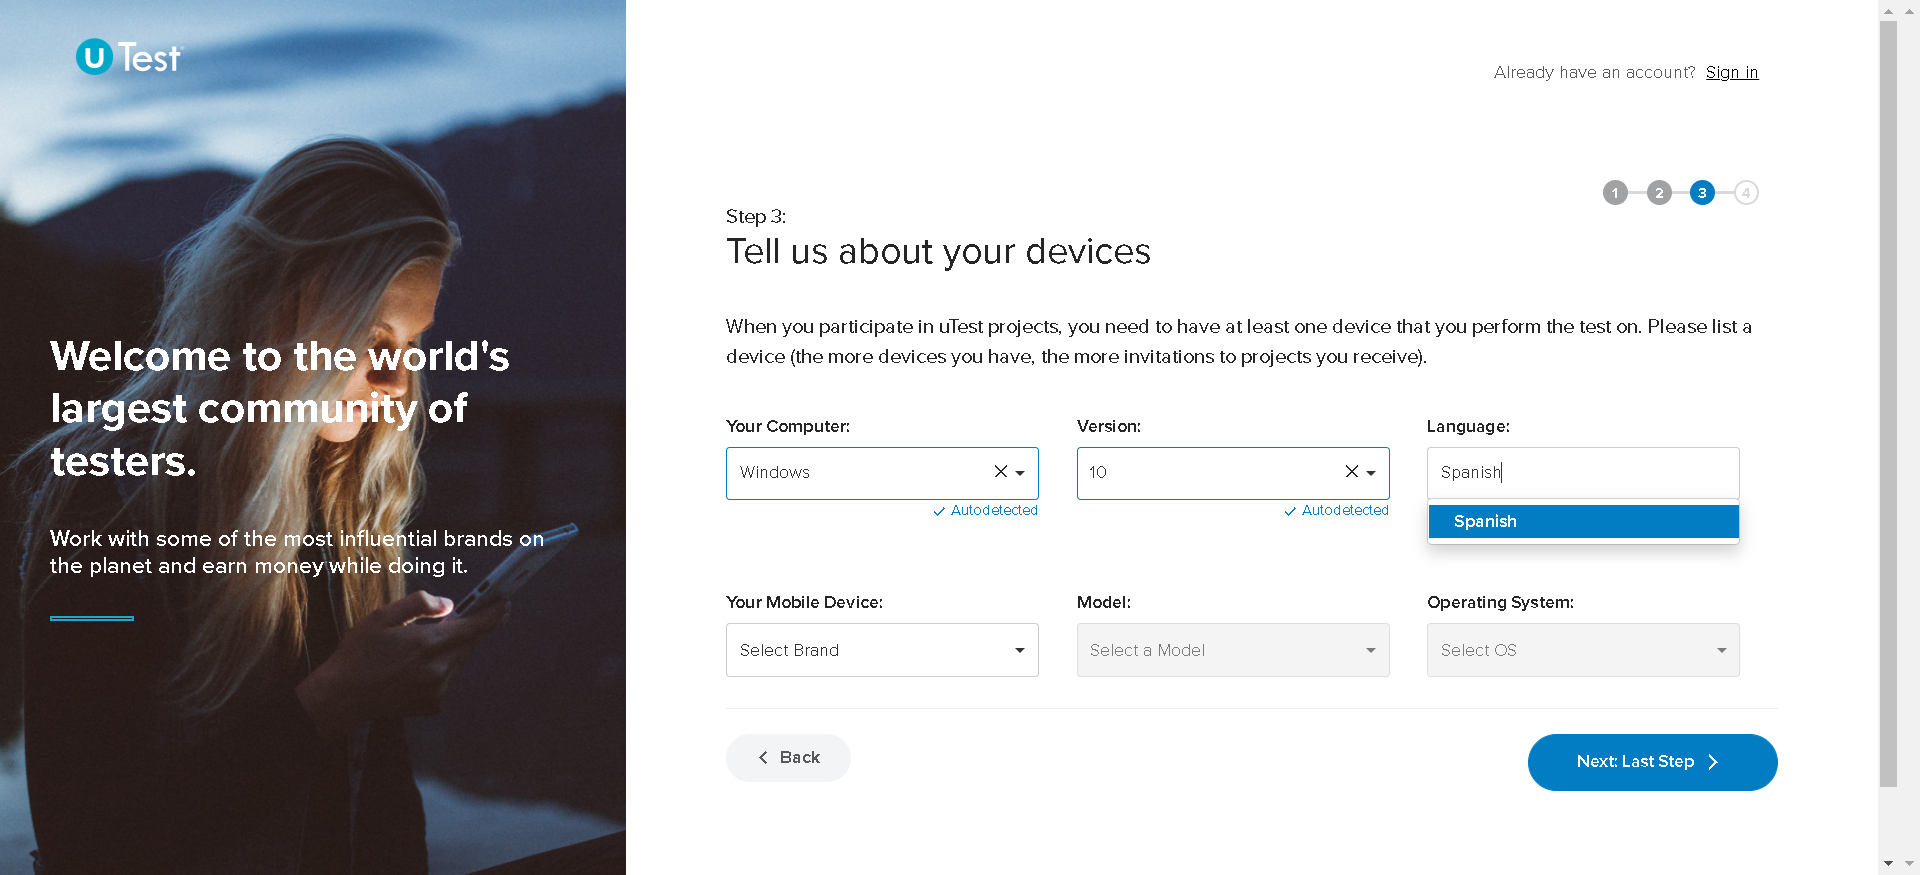 U Test
Welcome to the world's
largest community of
testers.
Work with some of the most influential brands on
the planet and earn money while doing it.
Already have an account? Sign in
1 2 3 4
Step 3:
Tell us about your devices
When you participate in uTest projects, you need to have at least one device that you perform the test on. Please list a
device (the more devices you have, the more invitations to projects you receive).
Your Computer: Version: Language:
Windows 10 Spanish
Autodetected Autodetected
Spanish
Your Mobile Device: Model: Operating System:
Select Brand Select a Model Select OS
Back Next: Last Step